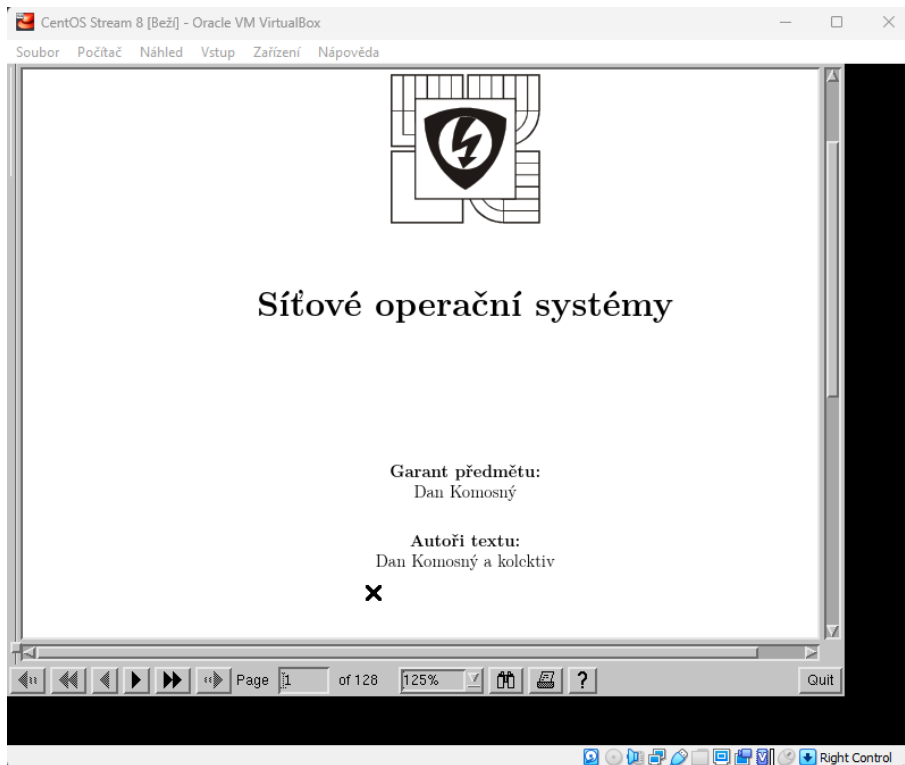 CentOS Stream 8 [Beží] - Oracle VM VirtualBox
Soubor Počítač Náhled Vstup Zařízení Nápověda
Síťové operační systémy
Garant předmětu:
Dan Komosný
Autoři textu:
Dan Komosný a kolektiv
Page 1 of 128 125% ? Quit
Right Control